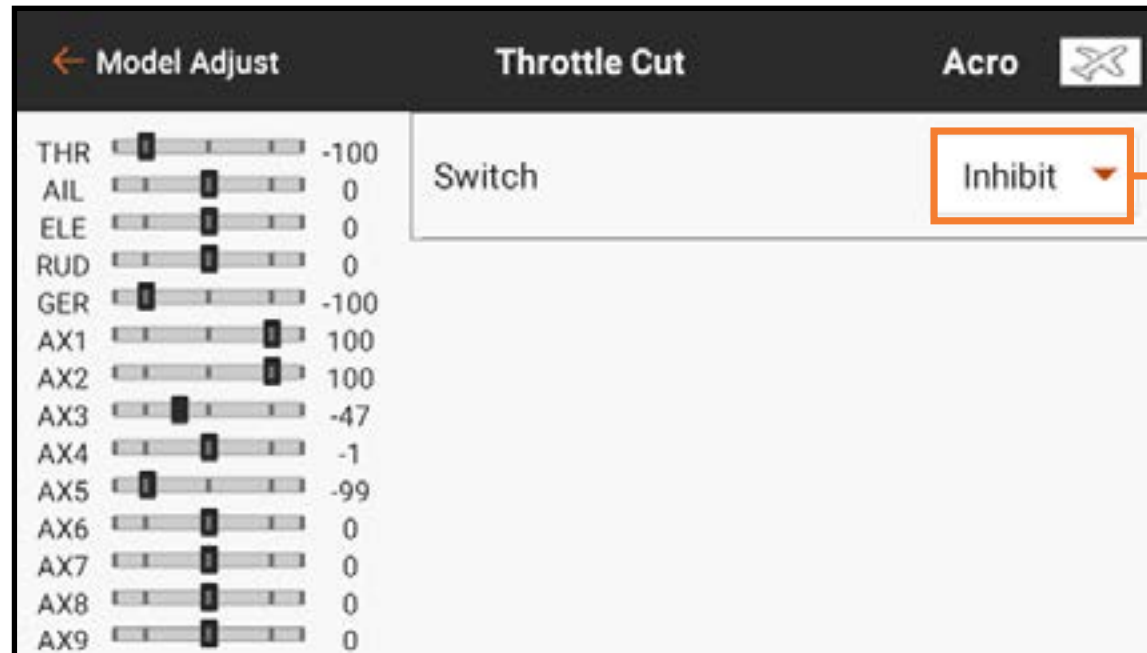 Model Adjust Throttle Cut Acro
Switch Inhibit
THR -100
AIL 0
ELE 0
RUD 0
GER -100
AX1 100
AX2 100
AX3 -47
AX4 -1
AX5 -99
AX6 0
AX7 0
AX8 0
AX9 0